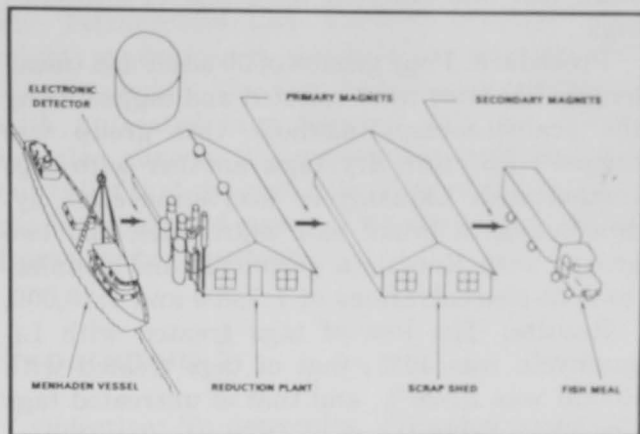 ELECTRONIC
DETECTOR
PRIMARY MAGNETS
SECONDARY MAGNETS
MENHADEN VESSEL
REDUCTION PLANT
SCRAP SHED
FISH MEAL